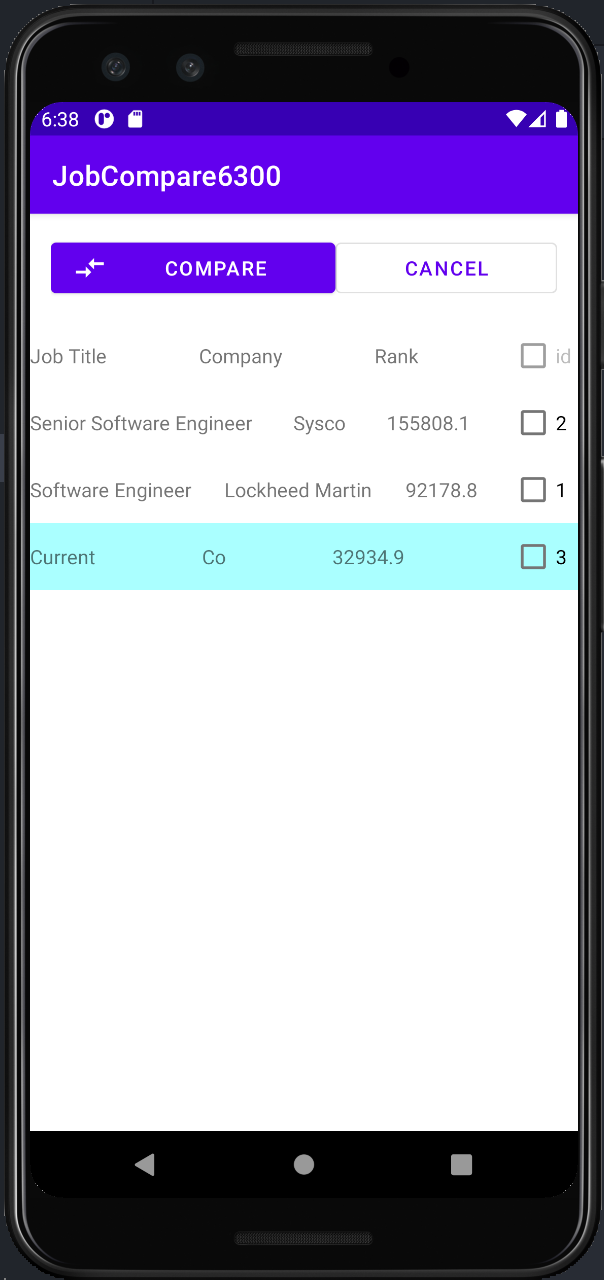 6:38
JobCompare6300
COMPARE CANCEL
Job Title Company Rank id
Senior Software Engineer Sysco 155808.1 2
Software Engineer Lockheed Martin 92178.8 1
Current Co 32934.9 3